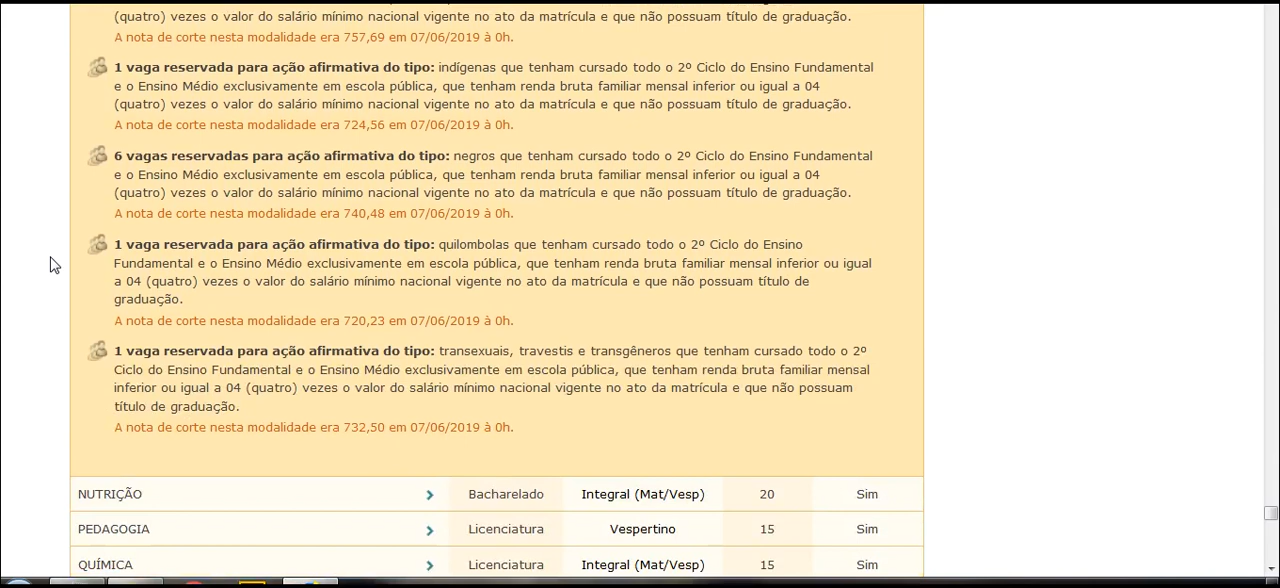 (quatro) vezes o valor do salário mínimo nacional vigente no ato da matrícula e que não possuam título de graduação.
A nota de corte nesta modalidade era 757,69 em 07/06/2019 à 0h.
1 vaga reservada para ação afirmativa do tipo: indígenas que tenham cursado todo o 2º Ciclo do Ensino Fundamental
e o Ensino Médio exclusivamente em escola pública, que tenham renda bruta familiar mensal inferior ou igual a 04
(quatro) vezes o valor do salário mínimo nacional vigente no ato da matrícula e que não possuam título de graduação.
A nota de corte nesta modalidade era 724,56 em 07/06/2019 à 0h.
6 vagas reservadas para ação afirmativa do tipo: negros que tenham cursado todo o 2º Ciclo do Ensino Fundamental
e o Ensino Médio exclusivamente em escola pública, que tenham renda bruta familiar mensal inferior ou igual a 04
(quatro) vezes o valor do salário mínimo nacional vigente no ato da matrícula e que não possuam título de graduação.
A nota de corte nesta modalidade era 740,48 em 07/06/2019 à 0h.
1 vaga reservada para ação afirmativa do tipo: quilombolas que tenham cursado todo o 2º Ciclo do Ensino
Fundamental e o Ensino Médio exclusivamente em escola pública, que tenham renda bruta familiar mensal inferior ou igual
a 04 (quatro) vezes o valor do salário mínimo nacional vigente no ato da matrícula e que não possuam título de
graduação.
A nota de corte nesta modalidade era 720,23 em 07/06/2019 à 0h.
1 vaga reservada para ação afirmativa do tipo: transexuais, travestis e transgêneros que tenham cursado todo o 2º
Ciclo do Ensino Fundamental e o Ensino Médio exclusivamente em escola pública, que tenham renda bruta familiar mensal
inferior ou igual a 04 (quatro) vezes o valor do salário mínimo nacional vigente no ato da matrícula e que não possuam
título de graduação.
A nota de corte nesta modalidade era 732,50 em 07/06/2019 à 0h.
NUTRIÇÃO Bacharelado Integral (Mat/Vesp) 20 Sim
PEDAGOGIA Licenciatura Vespertino 15 Sim
QUÍMICA Licenciatura Integral (Mat/Vesp) 15 Sim